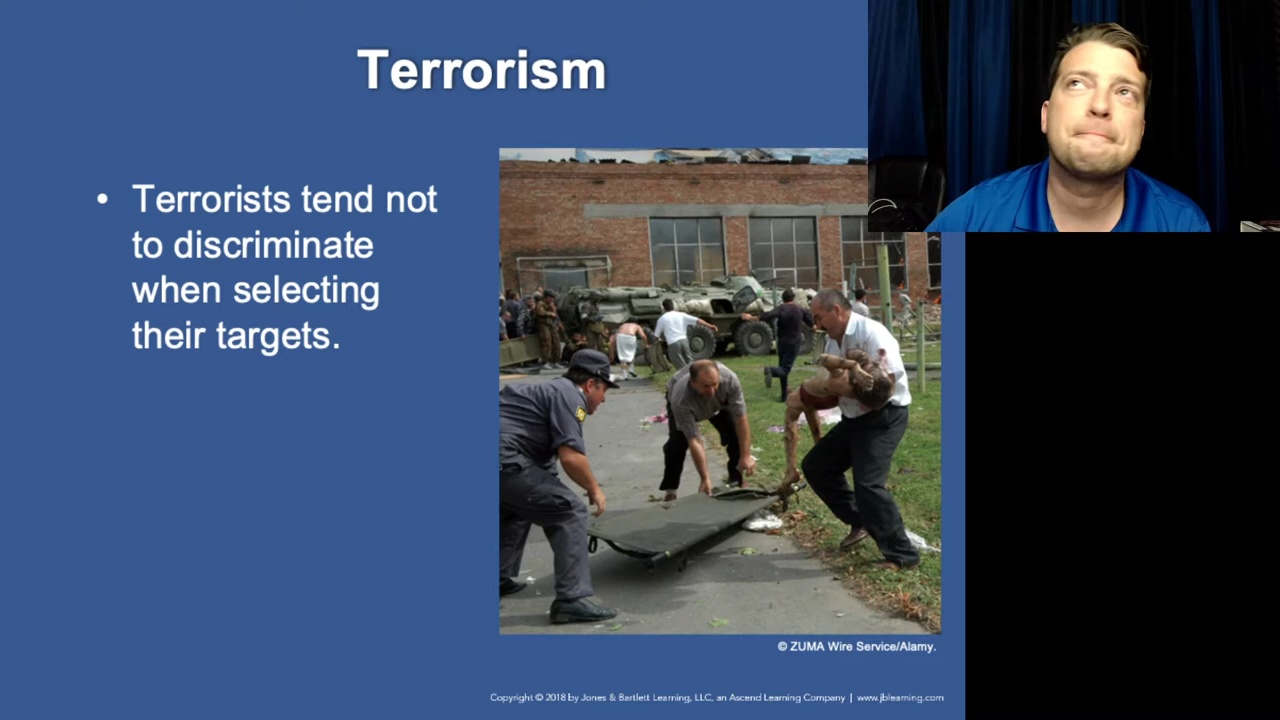 Terrorism
• Terrorists tend not
to discriminate
when selecting
their targets.
© ZUMA Wire Service/Alamy.
Copyright © 2018 by Jones & Bartlett Learning, LLC, an Ascend Learning Company | www.jblearning.com